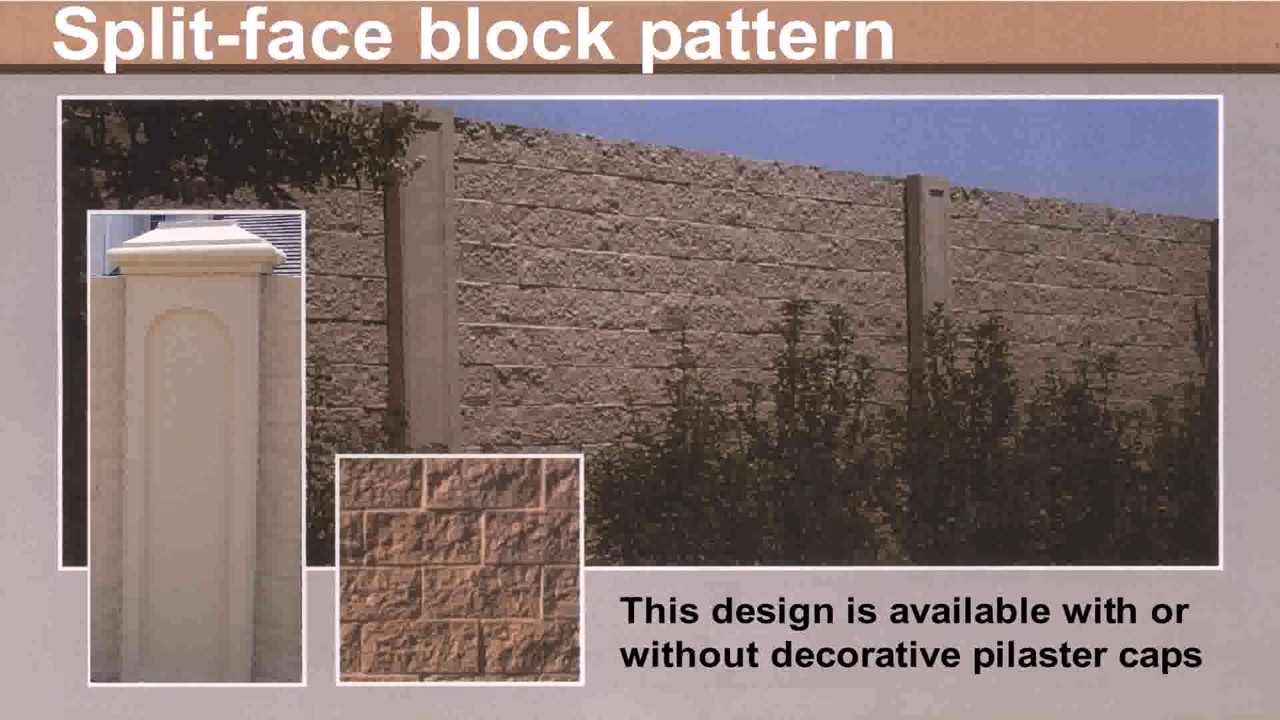 Split-face block pattern
This design is available with or
without decorative pilaster caps